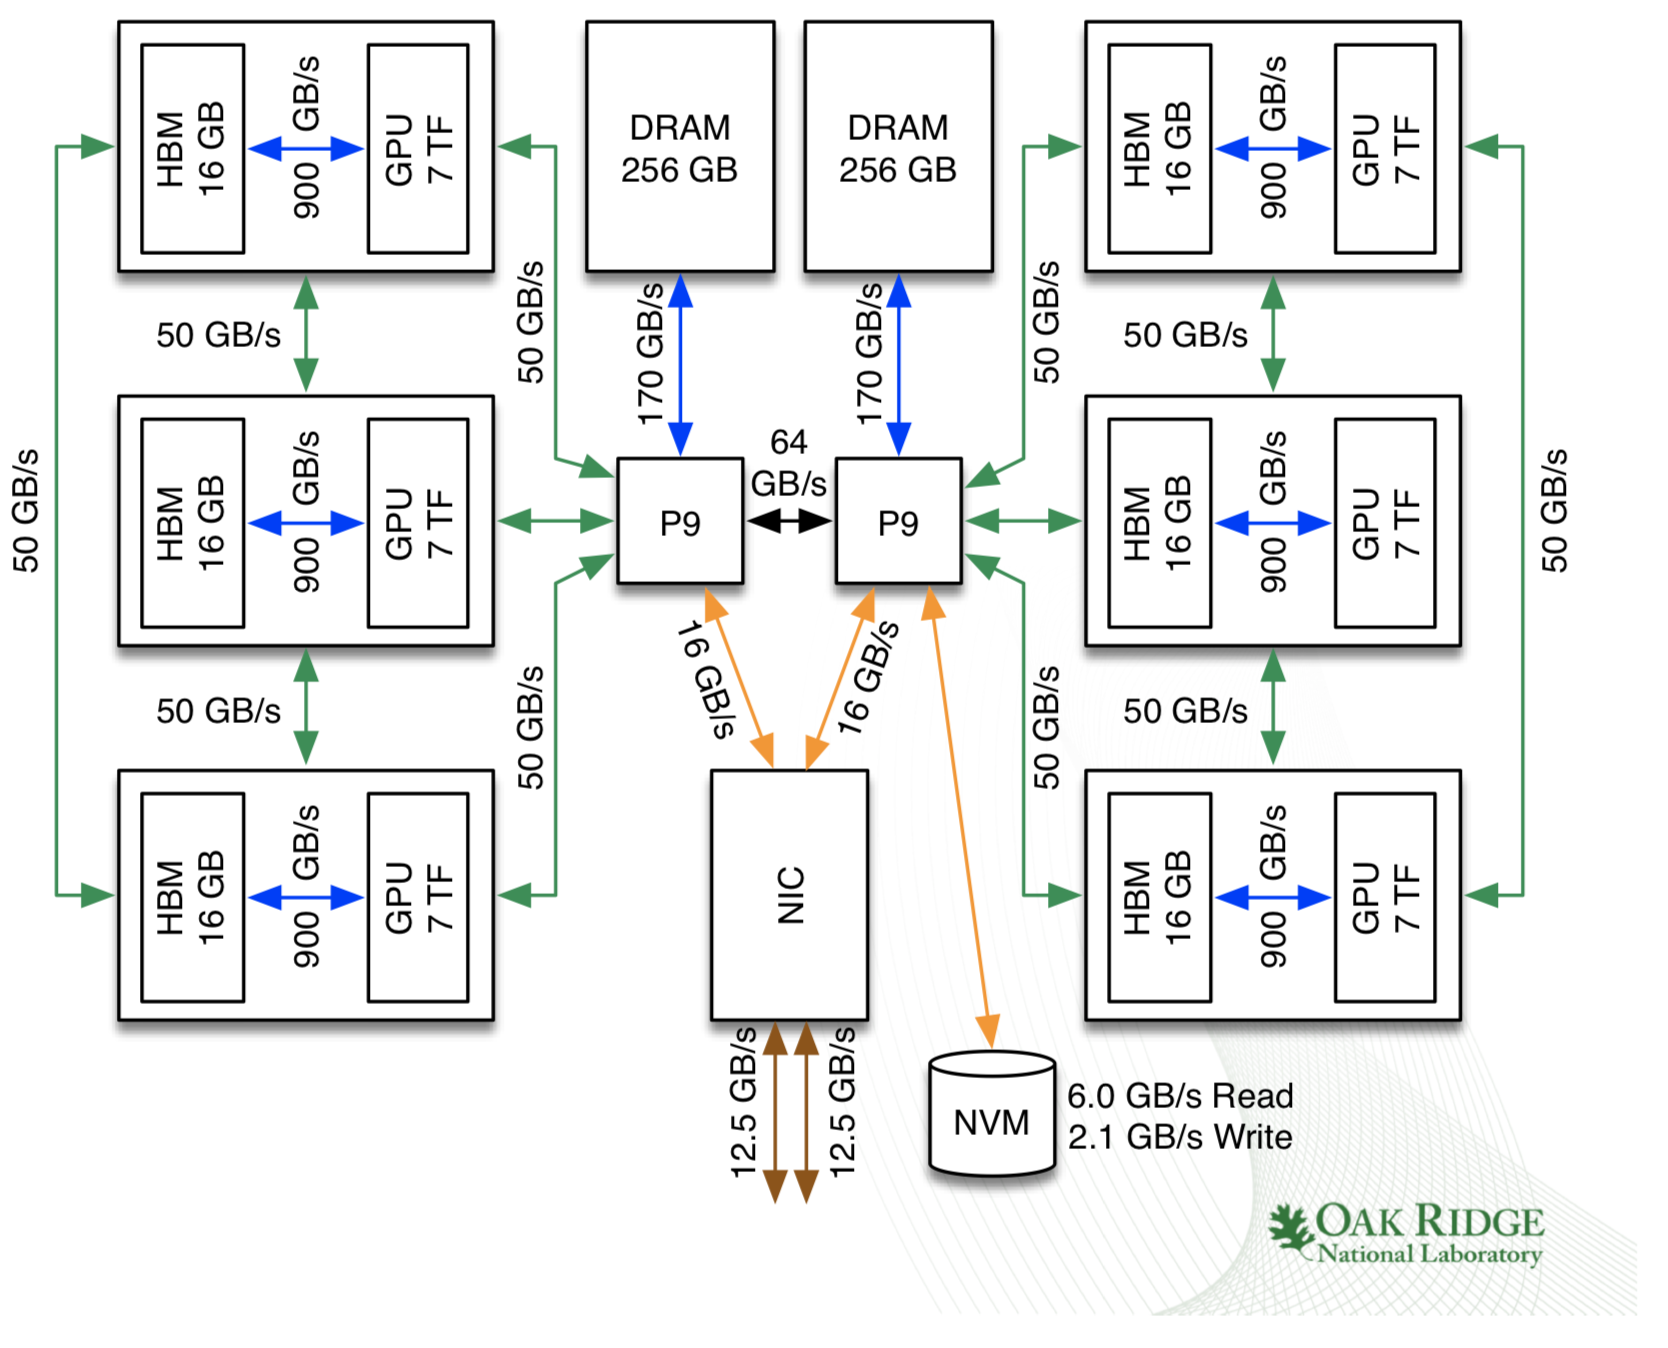 HBM
16 GB
900 GB/s
GPU
7 TF
DRAM
256 GB
DRAM
256 GB
HBM
16 GB
900 GB/s
GPU
7 TF
50 GB/s
50 GB/s
170 GB/s
170 GB/s
50 GB/s
50 GB/s
50 GB/s
HBM
16 GB
900 GB/s
GPU
7 TF
P9
64
GB/s
P9
HBM
16 GB
900 GB/s
GPU
7 TF
50 GB/s
50 GB/s
50 GB/s
16 GB/s
16 GB/s
50 GB/s
50 GB/s
HBM
16 GB
900 GB/s
GPU
7 TF
NIC
HBM
16 GB
900 GB/s
GPU
7 TF
12.5 GB/s
12.5 GB/s
NVM
6.0 GB/s Read
2.1 GB/s Write
OAK RIDGE
National Laboratory